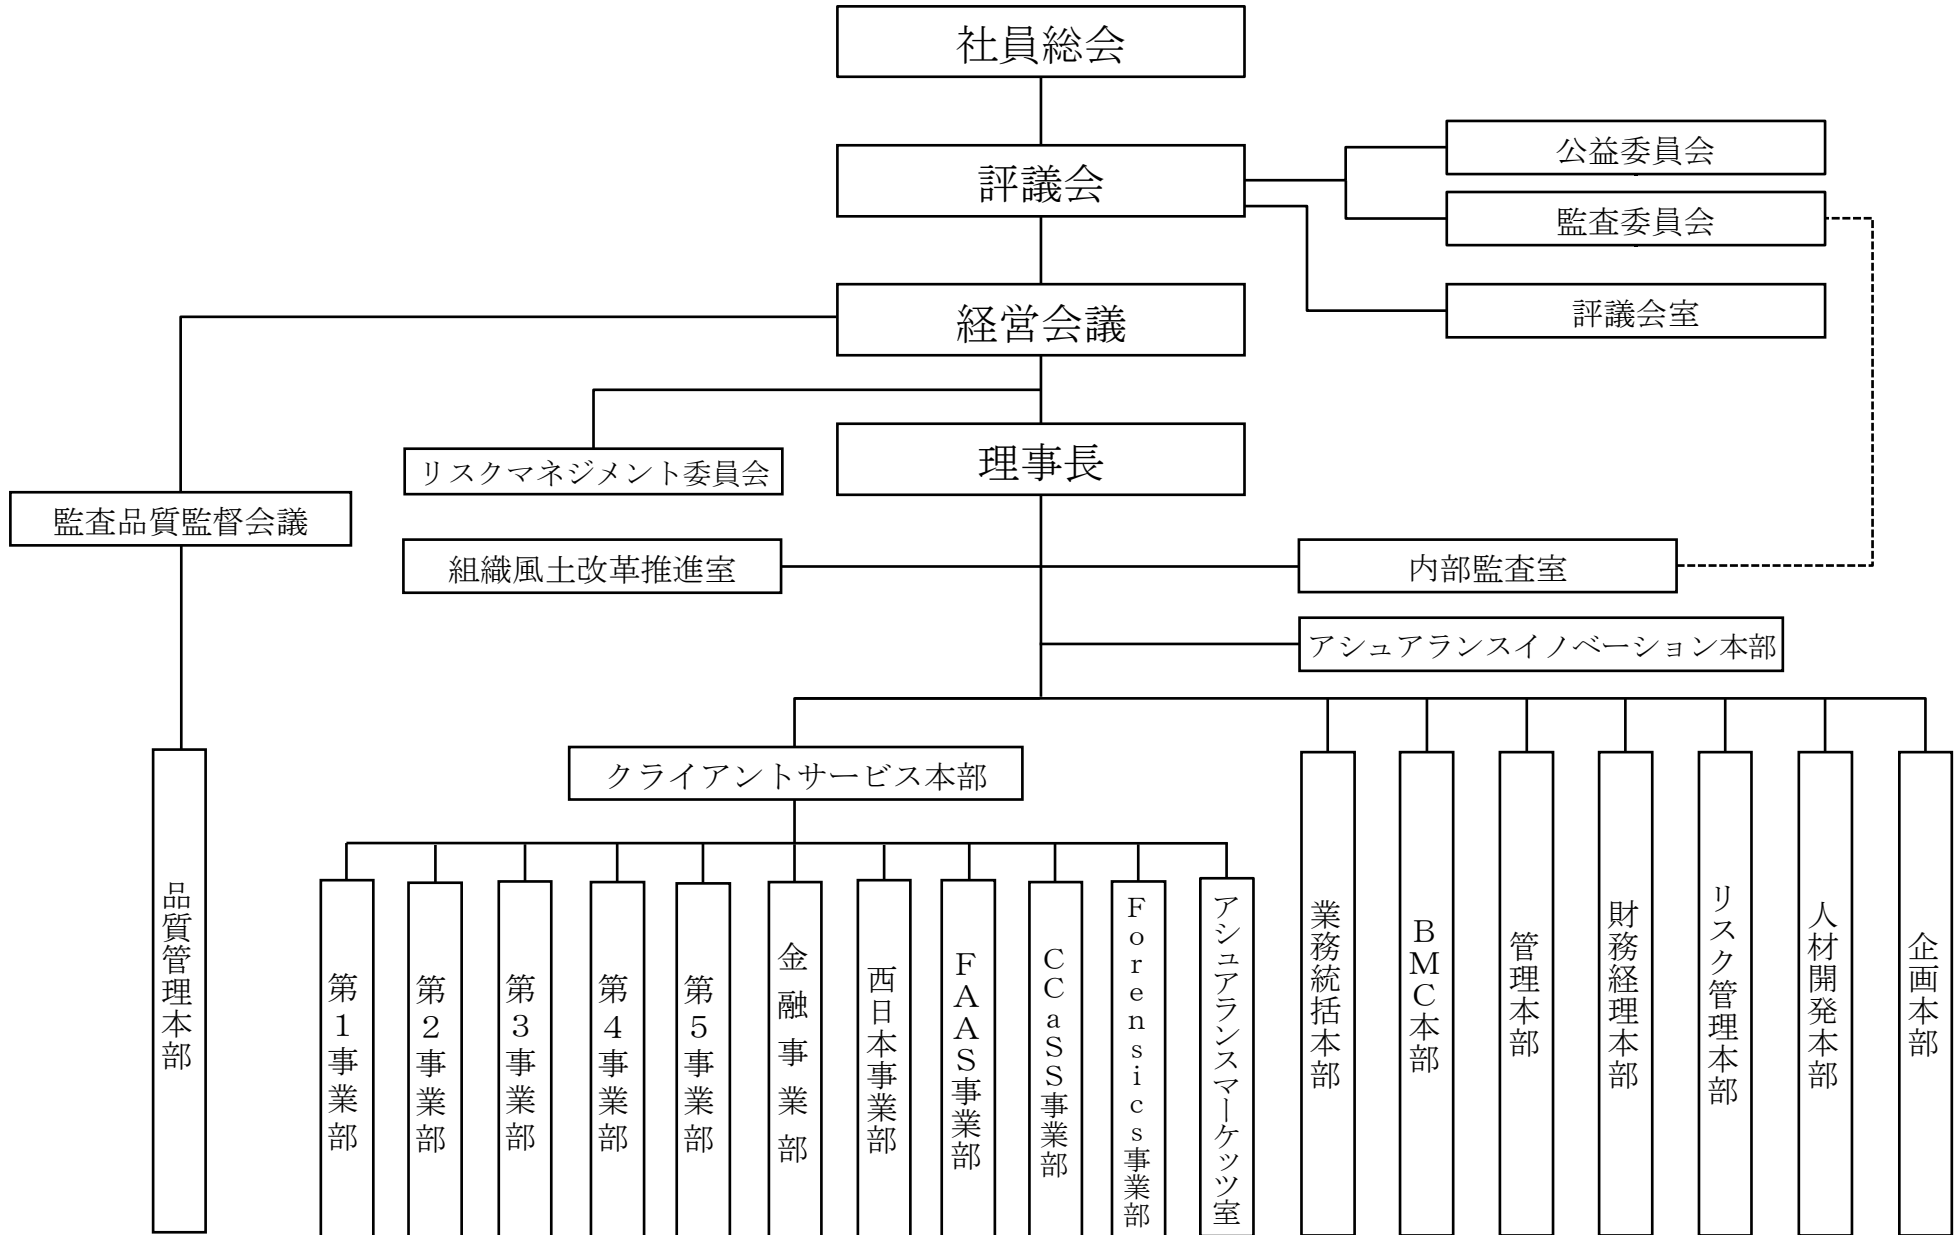 社員総会
公益委員会
評議会
監査委員会
経営会議
評議会室
リスクマネジメント委員会
理事長
監査品質監督会議
組織風土改革推進室
内部監査室
アシュアランスイノベーション本部
クライアントサービス本部
品質管理本部
第1事業部
第2事業部
第3事業部
第4事業部
第5事業部
金融事業部
西日本事業部
FAAS事業部
CCaSS事業部
Forensics事業部
アシュアランスマーケッツ室
業務統括本部
BMC本部
管理本部
財務経理本部
リスク管理本部
人材開発本部
企画本部